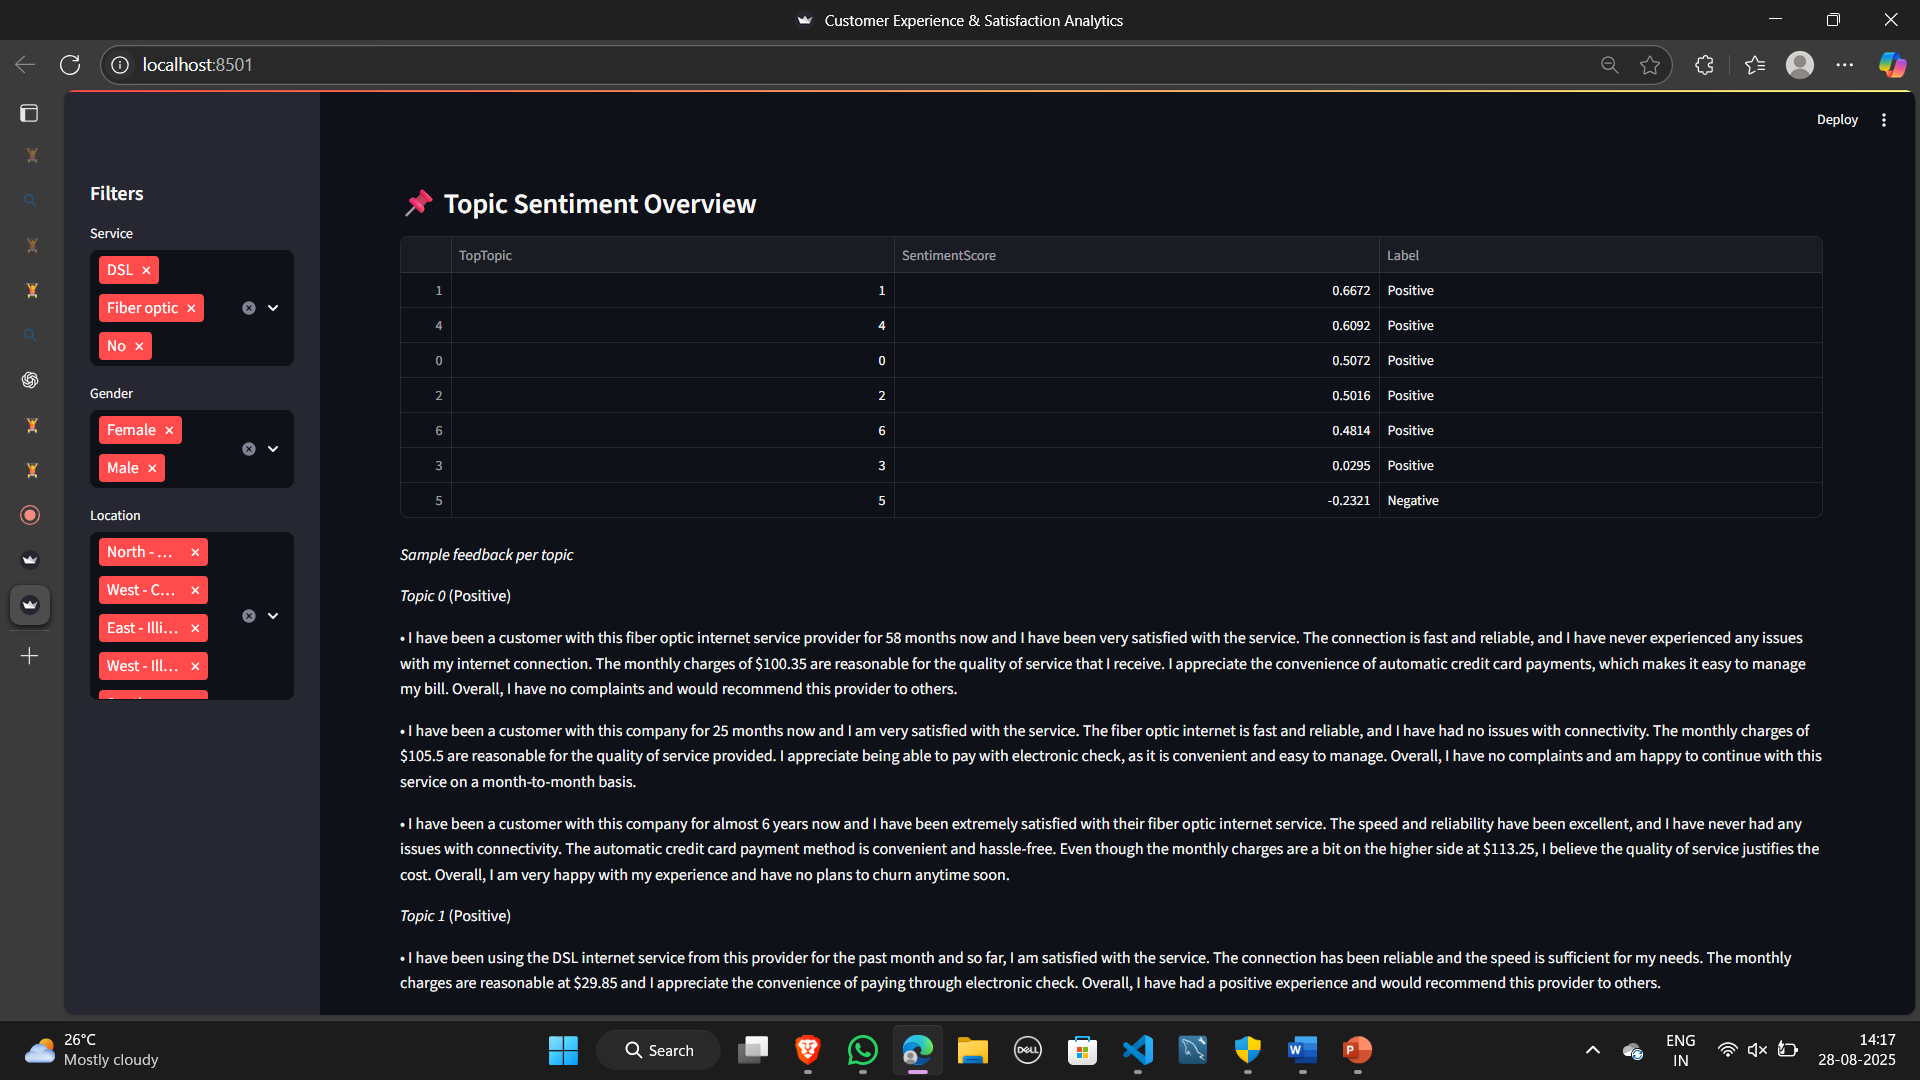 Customer Experience & Satisfaction Analytics
localhost:8501
Deploy
Filters
Service
DSL
Fiber optic
No
Gender
Female
Male
Location
North - ...
West - C...
East - Illi...
West - Ill...
📌 Topic Sentiment Overview
TopTopic SentimentScore Label
1 1 0.6672 Positive
4 4 0.6092 Positive
0 0 0.5072 Positive
2 2 0.5016 Positive
6 6 0.4814 Positive
3 3 0.0295 Positive
5 5 -0.2321 Negative
Sample feedback per topic
Topic 0 (Positive)
• I have been a customer with this fiber optic internet service provider for 58 months now and I have been very satisfied with the service. The connection is fast and reliable, and I have never experienced any issues
with my internet connection. The monthly charges of $100.35 are reasonable for the quality of service that I receive. I appreciate the convenience of automatic credit card payments, which makes it easy to manage
my bill. Overall, I have no complaints and would recommend this provider to others.
• I have been a customer with this company for 25 months now and I am very satisfied with the service. The fiber optic internet is fast and reliable, and I have had no issues with connectivity. The monthly charges of
$105.5 are reasonable for the quality of service provided. I appreciate being able to pay with electronic check, as it is convenient and easy to manage. Overall, I have no complaints and am happy to continue with this
service on a month-to-month basis.
• I have been a customer with this company for almost 6 years now and I have been extremely satisfied with their fiber optic internet service. The speed and reliability have been excellent, and I have never had any
issues with connectivity. The automatic credit card payment method is convenient and hassle-free. Even though the monthly charges are a bit on the higher side at $113.25, I believe the quality of service justifies the
cost. Overall, I am very happy with my experience and have no plans to churn anytime soon.
Topic 1 (Positive)
• I have been using the DSL internet service from this provider for the past month and so far, I am satisfied with the service. The connection has been reliable and the speed is sufficient for my needs. The monthly
charges are reasonable at $29.85 and I appreciate the convenience of paying through electronic check. Overall, I have had a positive experience and would recommend this provider to others.
26°C
Mostly cloudy
Search
DELL
W
P
ENG
IN
14:17
28-08-2025